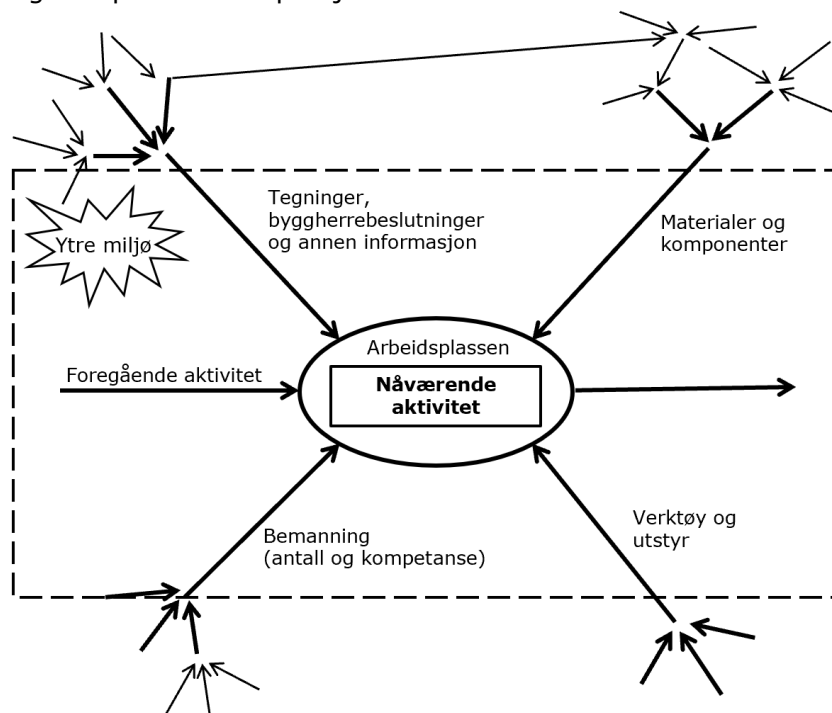 Tegninger,
byggherrebeslutninger
og annen informasjon
Materialer og
komponenter
Ytre miljø
Arbeidsplassen
Foregående aktivitet
Nåværende
aktivitet
Bemanning
(antall og kompetanse)
Verktøy og
utstyr